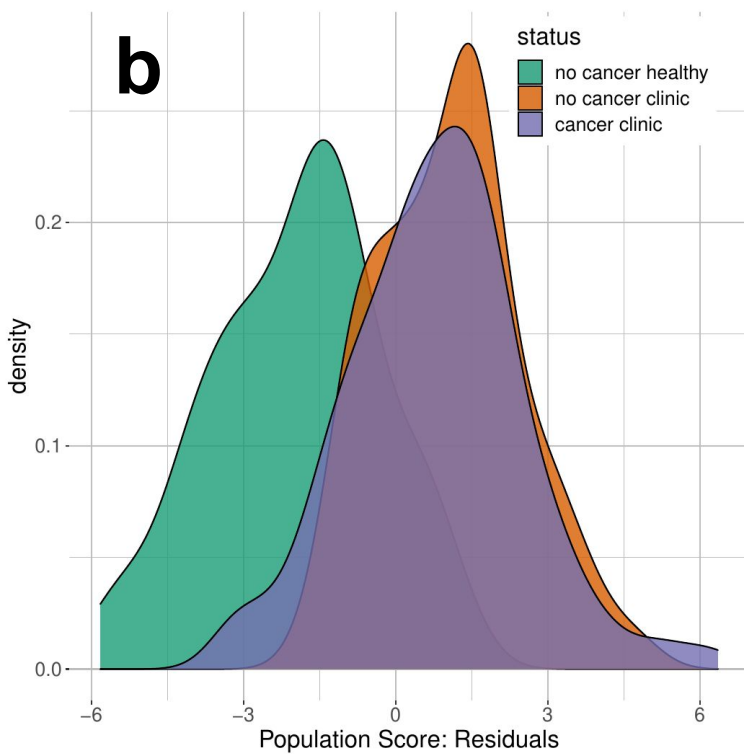 b
status
no cancer healthy
no cancer clinic
cancer clinic
density
0.2
0.1
0.0
−6 −3 0 3 6
Population Score: Residuals